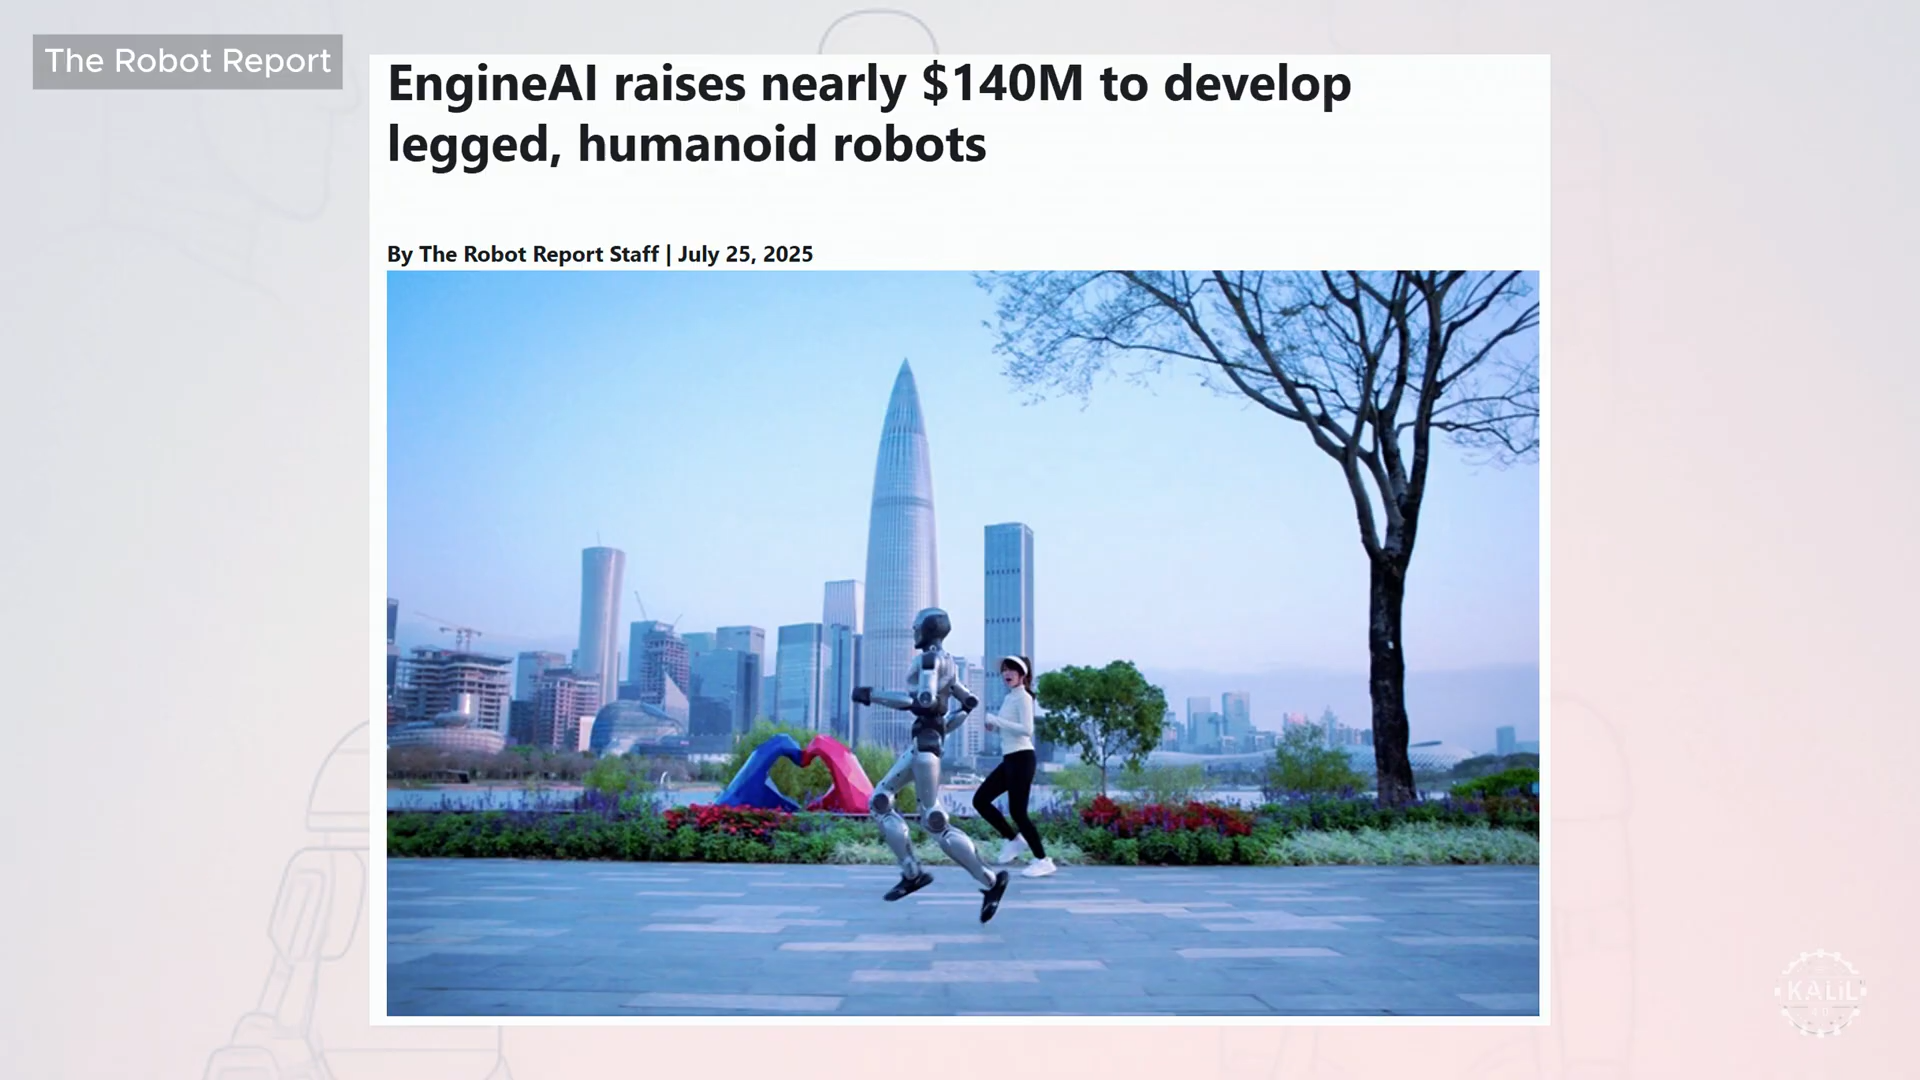 The Robot Report
EngineAI raises nearly $140M to develop
legged, humanoid robots
By The Robot Report Staff | July 25, 2025
KALIL